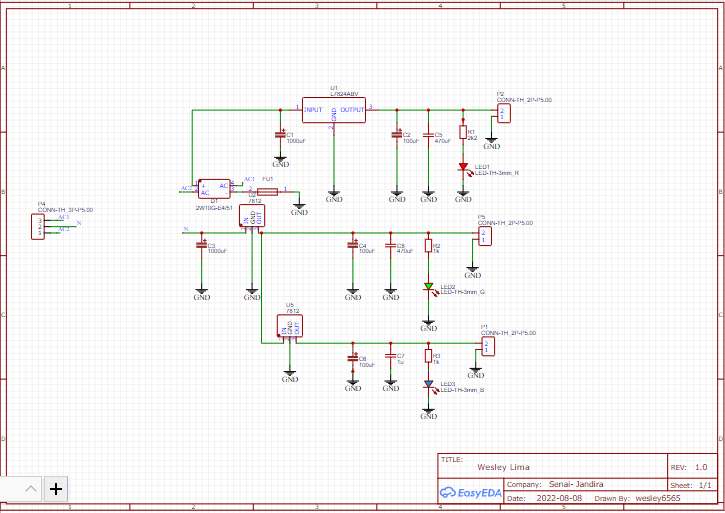 1 2 3 4 5
A A
U1
L7824ABV
P2
CONN-TH_2P-P5.00
1 INPUT OUTPUT 3
GND
2
2
1
C1
1000uF
C2
100uF
C5
470uF
R1
2k2
GND
GND
LED1
LED-TH-3mm_R
GND GND GND GND
B B
AC2
+ AC
AC -
AC1
FU1
2 1
D1
2W10G-E4/51
U2
7812
IN GND OUT
GND
P4
CONN-TH_3P-P5.00
3
2
1
AC1
N
AC2
N
P5
CONN-TH_2P-P5.00
2
1
C3
1000uF
C4
100uF
C8
470uF
R2
1k
GND
LED2
LED-TH-3mm_G
GND GND GND GND
GND
C C
U5
7812
IN GND OUT
P1
CONN-TH_2P-P5.00
2
1
GND
C6
100uF
C7
1u
R3
1k
GND
LED3
LED-TH-3mm_B
GND GND
GND
D D
TITLE:
Wesley Lima
REV: 1.0
EasyEDA
Company: Senai- Jandira
Sheet: 1/1
Date: 2022-08-08 Drawn By: wesley6565
1 2 3 4 5